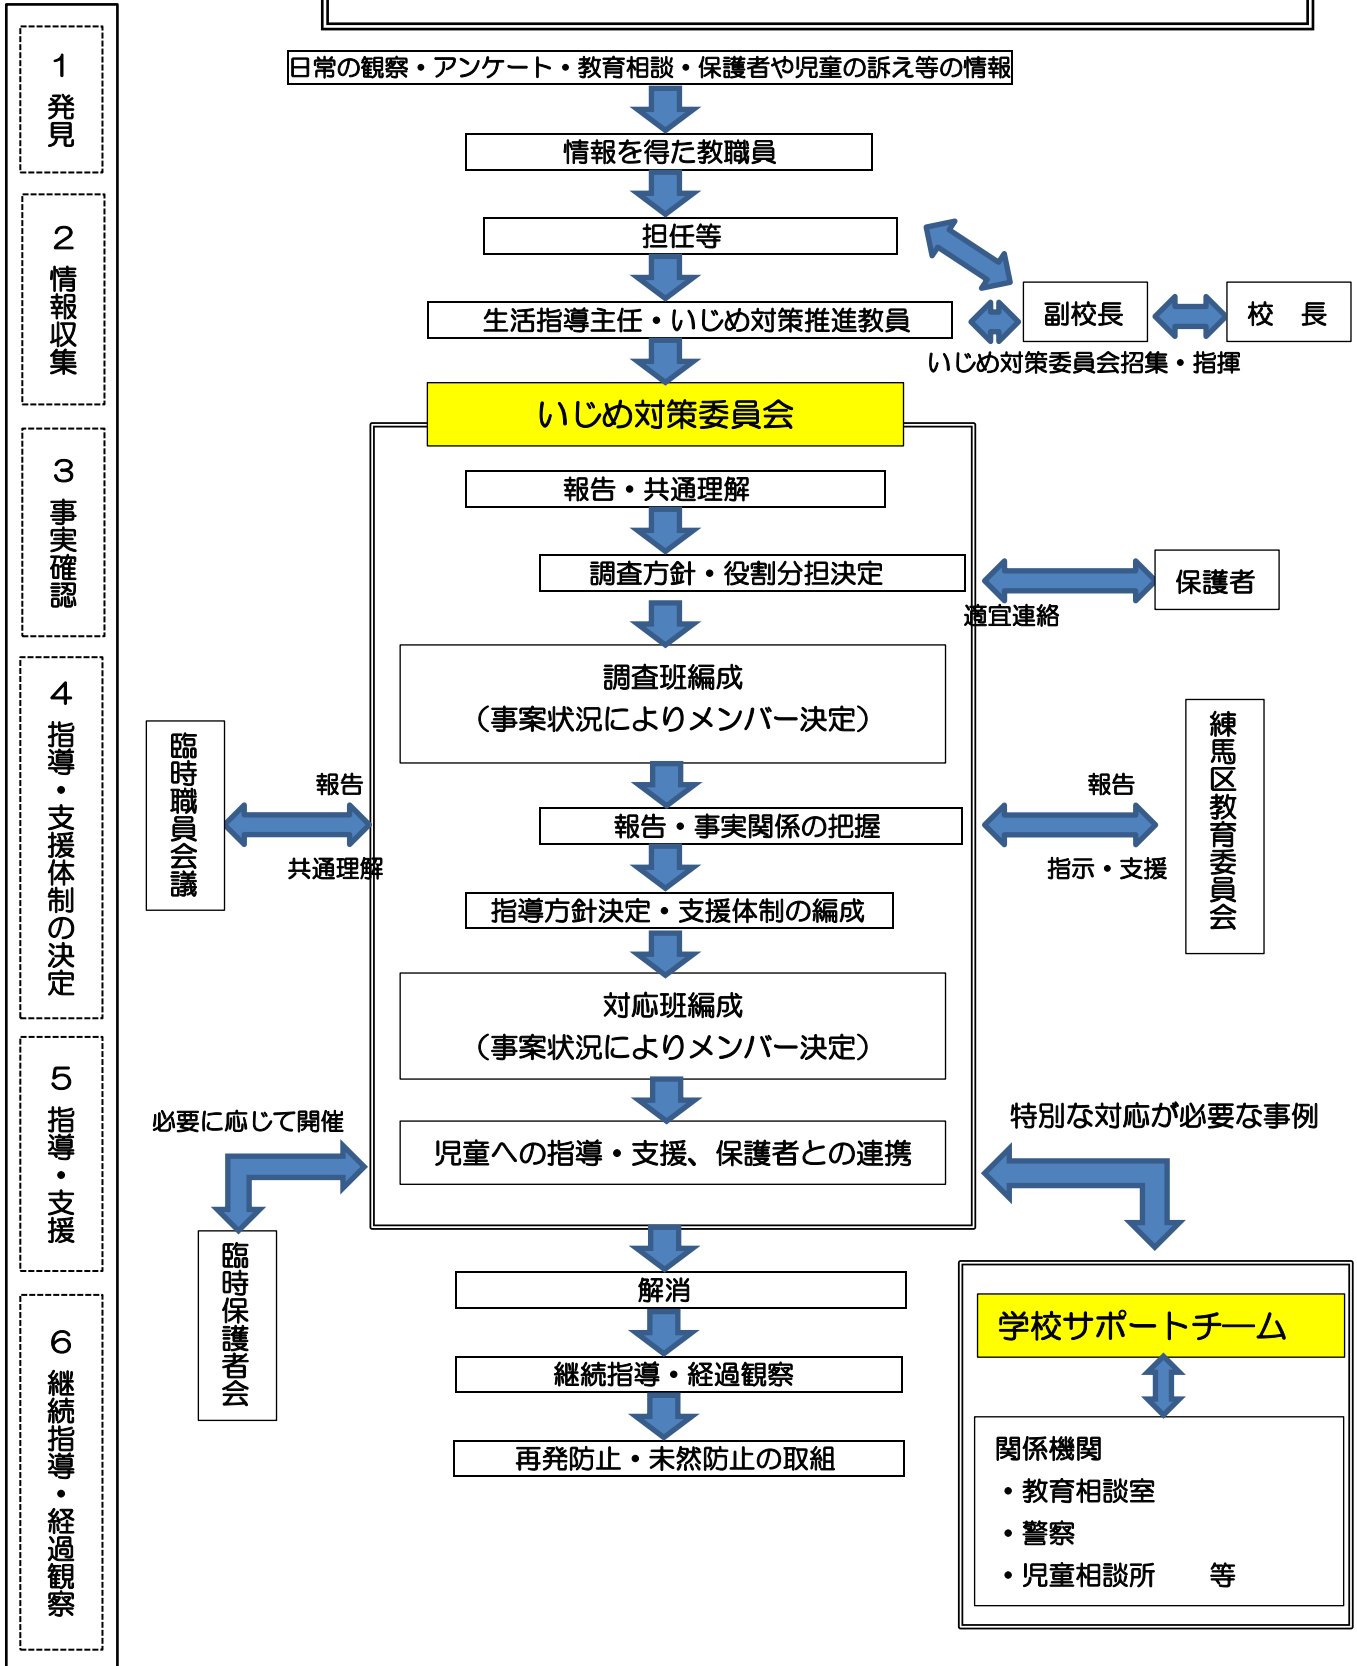 1 発見
2 情報収集
3 事実確認
4 指導・支援体制の決定
5 指導・支援
6 継続指導・経過観察
日常の観察・アンケート・教育相談・保護者や児童の訴え等の情報
情報を得た教職員
担任等
生活指導主任・いじめ対策推進教員
副校長
校 長
いじめ対策委員会招集・指揮
いじめ対策委員会
報告・共通理解
調査方針・役割分担決定
保護者
適宜連絡
調査班編成
（事案状況によりメンバー決定）
臨時職員会議
報告
共通理解
報告・事実関係の把握
報告
指示・支援
練馬区教育委員会
指導方針決定・支援体制の編成
対応班編成
（事案状況によりメンバー決定）
必要に応じて開催
児童への指導・支援、保護者との連携
特別な対応が必要な事例
臨時保護者会
解消
継続指導・経過観察
再発防止・未然防止の取組
学校サポートチーム
関係機関
・教育相談室
・警察
・児童相談所 等